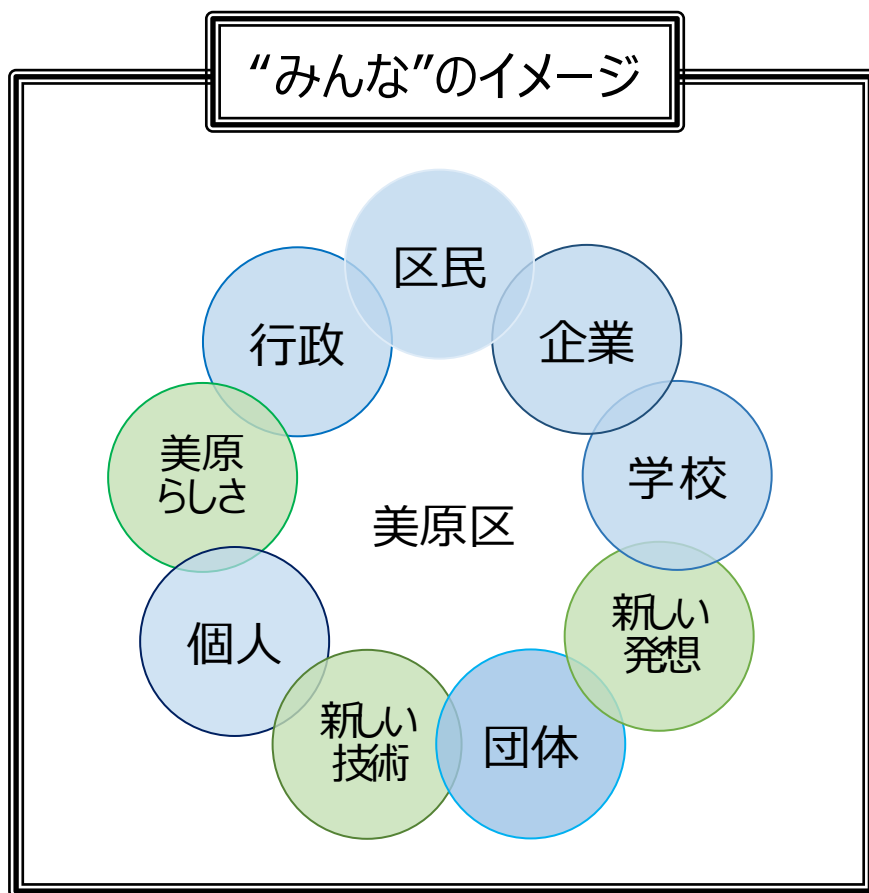 “みんな”のイメージ
区民
企業
学校
新しい
発想
団体
新しい
技術
個人
美原
らしさ
行政
美原区